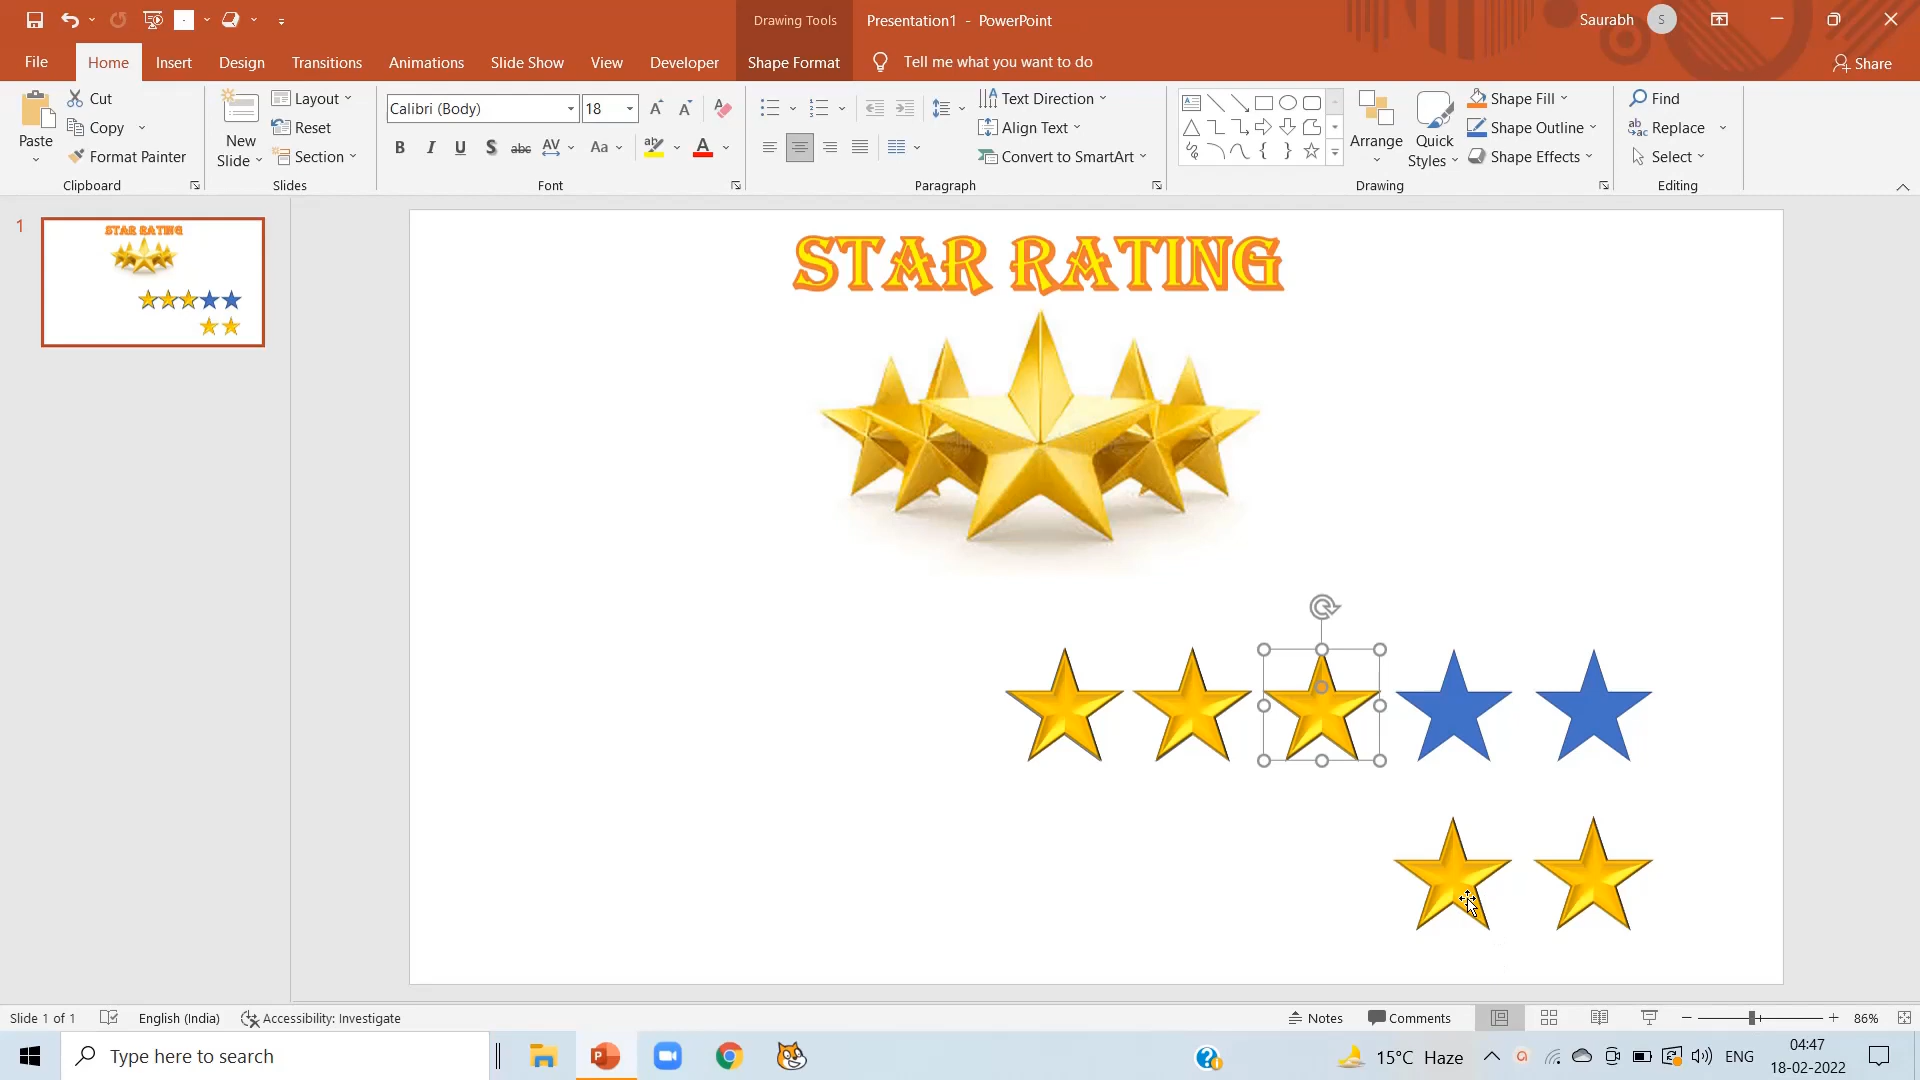 Drawing Tools
Presentation1 - PowerPoint
Saurabh
S
File
Home
Insert
Design
Transitions
Animations
Slide Show
View
Developer
Shape Format
Tell me what you want to do
Share
Paste
Cut
Copy
Format Painter
Clipboard
New
Slide
Layout
Reset
Section
Slides
Calibri (Body)
18
B I U S abc AV Aa A
Font
Text Direction
Align Text
Convert to SmartArt
Paragraph
Arrange
Quick
Styles
Shape Fill
Shape Outline
Shape Effects
Drawing
Find
Replace
Select
Editing
1
STAR RATING
STAR RATING
Slide 1 of 1
English (India)
Accessibility: Investigate
Notes
Comments
86%
Type here to search
15°C Haze
ENG
04:47
18-02-2022